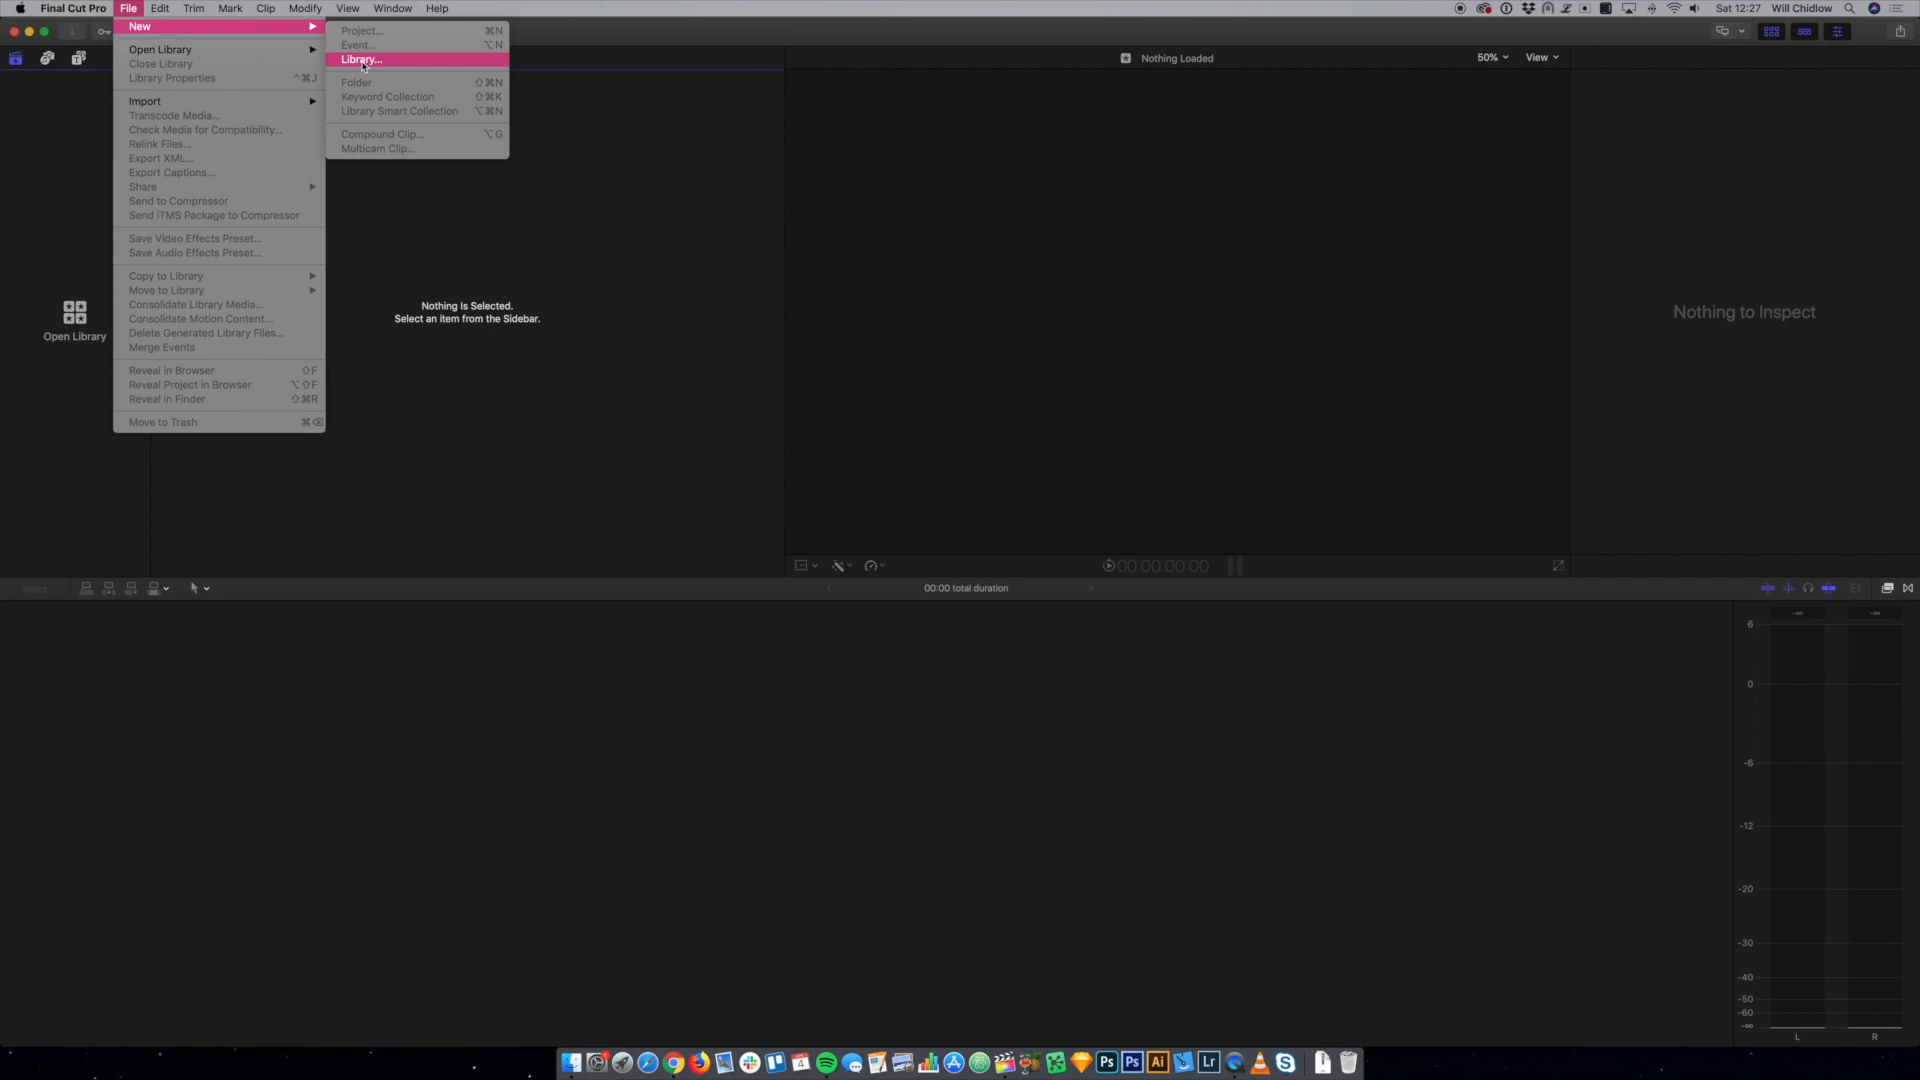 Final Cut Pro File Edit Trim Mark Clip Modify View Window Help Sat 12:27 Will Chidlow
New
Project... ⌘N
Event... ⌥N
Library...
Folder ⇧⌘N
Keyword Collection ⇧⌘K
Library Smart Collection ⌥⌘N
Compound Clip... ⌥G
Multicam Clip...
Open Library
Close Library
Library Properties ^⌘J
Import
Transcode Media...
Check Media for Compatibility...
Relink Files...
Export XML...
Export Captions...
Share
Send to Compressor
Send iTMS Package to Compressor
Save Video Effects Preset...
Save Audio Effects Preset...
Copy to Library
Move to Library
Consolidate Library Media...
Consolidate Motion Content...
Delete Generated Library Files...
Merge Events
Reveal in Browser ⇧F
Reveal Project in Browser ⌥⇧F
Reveal in Finder ⇧⌘R
Move to Trash ⌘⌫
Open Library
Nothing Is Selected.
Select an item from the Sidebar.
Nothing Loaded 50% View
Nothing to Inspect
00:00:00:00
Index 00:00 total duration
-∞ -∞
6
0
-6
-12
-20
-30
-40
-50
-60
-∞
L R
4 Ps Ps Ai Lr